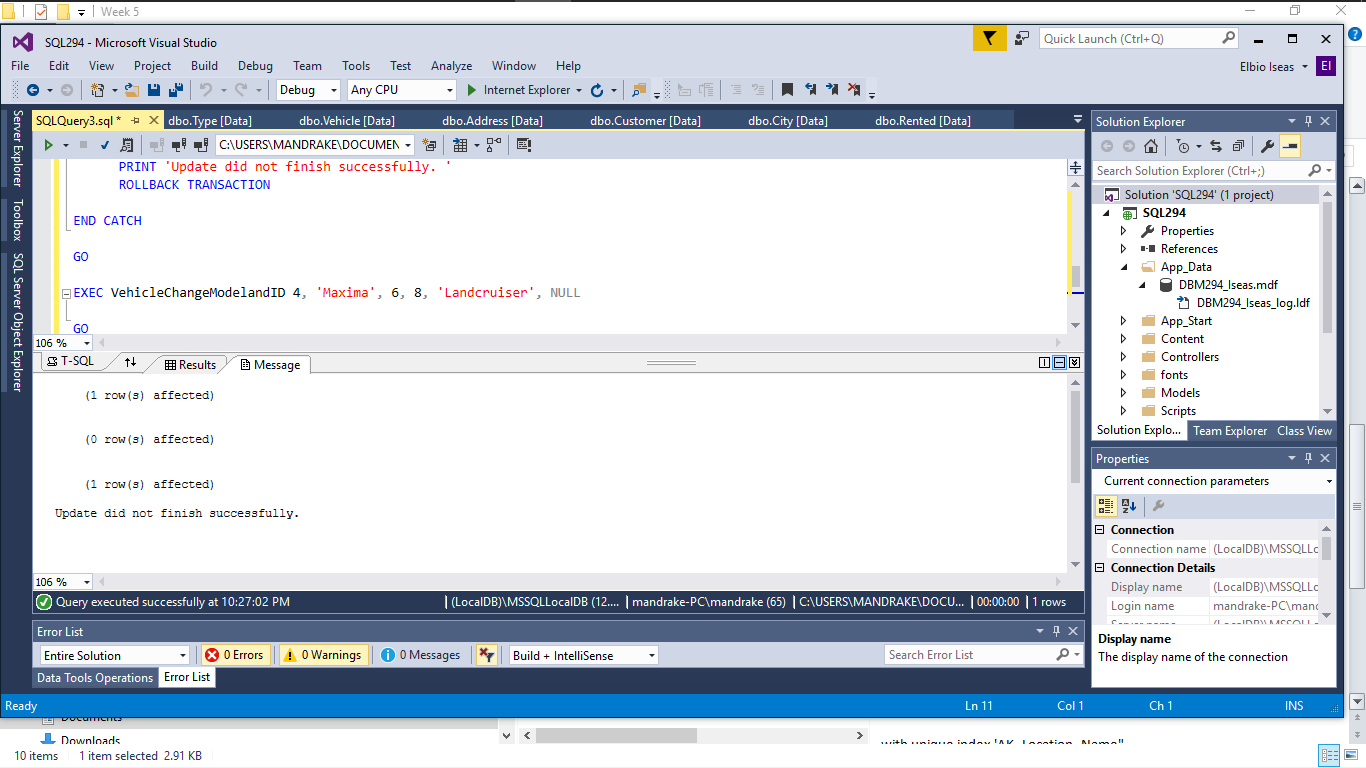 Week 5
SQL294 - Microsoft Visual Studio
Quick Launch (Ctrl+Q)
File Edit View Project Build Debug Team Tools Test Analyze Window Help
Elbio Iseas EI
Debug Any CPU Internet Explorer
Server Explorer
Toolbox
SQL Server Object Explorer
SQLQuery3.sql * dbo.Type [Data] dbo.Vehicle [Data] dbo.Address [Data] dbo.Customer [Data] dbo.City [Data] dbo.Rented [Data]
C:\USERS\MANDRAKE\DOCUMEN
PRINT 'Update did not finish successfully. '
ROLLBACK TRANSACTION
END CATCH
GO
EXEC VehicleChangeModelandID 4, 'Maxima', 6, 8, 'Landcruiser', NULL
GO
106 %
T-SQL Results Message
(1 row(s) affected)
(0 row(s) affected)
(1 row(s) affected)
Update did not finish successfully.
106 %
Query executed successfully at 10:27:02 PM (LocalDB)\MSSQLLocalDB (12.... mandrake-PC\mandrake (65) C:\USERS\MANDRAKE\DOCU... 00:00:00 1 rows
Error List
Entire Solution 0 Errors 0 Warnings 0 Messages Build + IntelliSense Search Error List
Data Tools Operations Error List
Solution Explorer
Search Solution Explorer (Ctrl+;)
Solution 'SQL294' (1 project)
SQL294
Properties
References
App_Data
DBM294_Iseas.mdf
DBM294_Iseas_log.ldf
App_Start
Content
Controllers
fonts
Models
Scripts
Solution Explo... Team Explorer Class View
Properties
Current connection parameters
Connection
Connection name (LocalDB)\MSSQLLo
Connection Details
Display name (LocalDB)\MSSQLLo
Login name mandrake-PC\mand
Server name (LocalDB)\MSSQLLo
Display name
The display name of the connection
Ready Ln 11 Col 1 Ch 1 INS
Documents
Downloads
with unique index 'AK_Location_Name"
10 items 1 item selected 2.91 KB